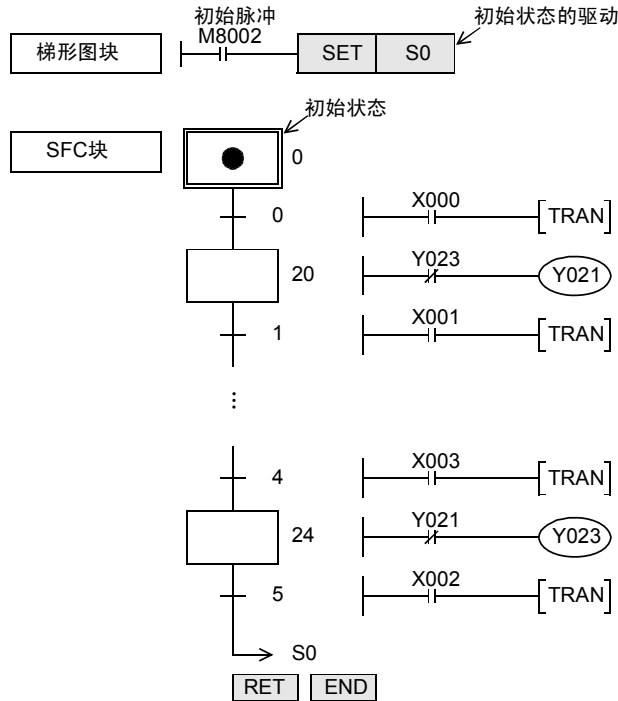 初始脉冲
初始状态的驱动
梯形图块
M8002
SET S0
初始状态
SFC块
0
0
X000
TRAN
20
Y023
Y021
1
X001
TRAN
⋮
4
X003
TRAN
24
Y021
Y023
5
X002
TRAN
S0
RET END